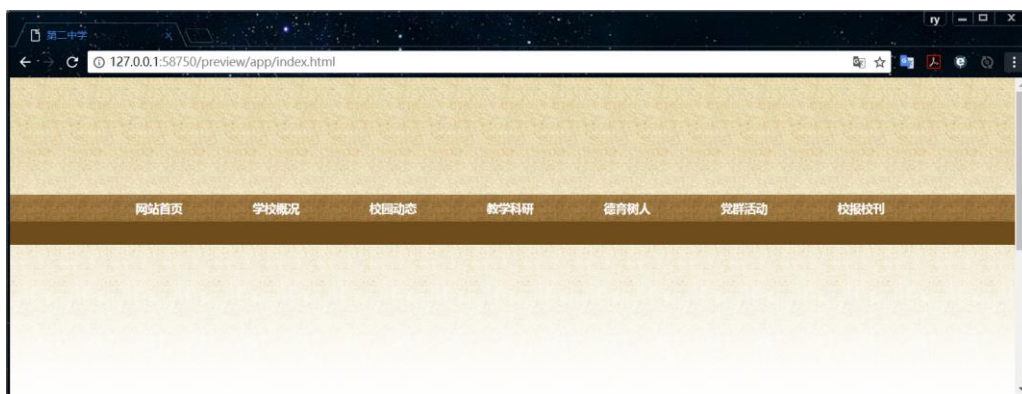 ry
第二中学
127.0.0.1:58750/preview/app/index.html
网站首页 学校概况 校园动态 教学科研 德育树人 党群活动 校报校刊